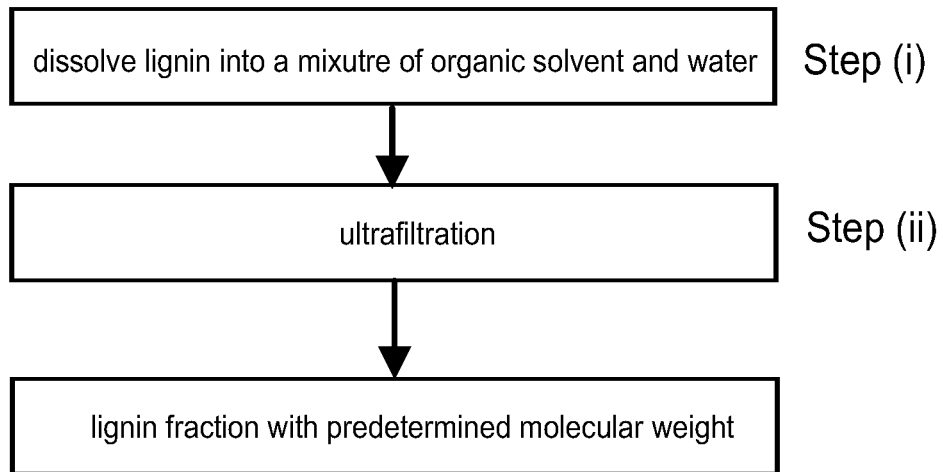 dissolve lignin into a mixutre of organic solvent and water
Step (i)
ultrafiltration
Step (ii)
lignin fraction with predetermined molecular weight